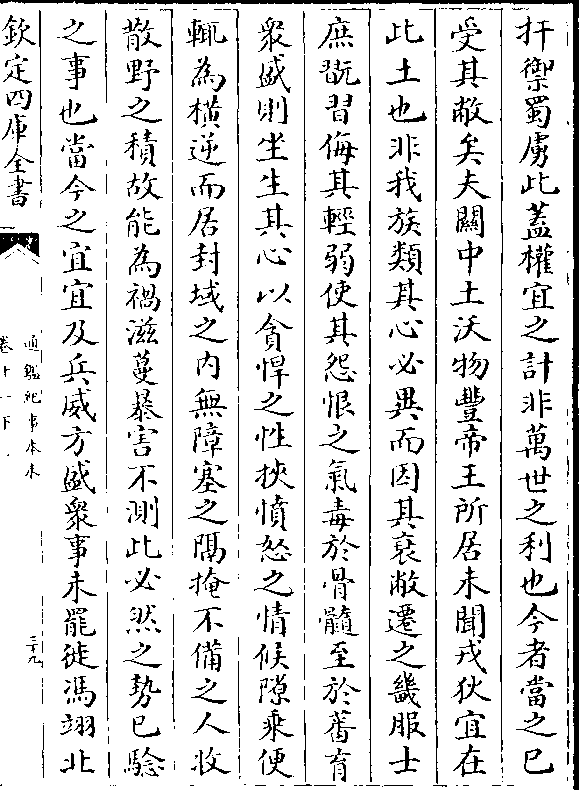 扞禦蜀虜此蓋權宜之計非萬世之利也今者當之已
受其敝矣夫關中土沃物豐帝王所居未聞戎狄宜在
此土也非我族類其心必異而因其衰敝遷之畿服士
庶翫習侮其輕弱使其怨恨之氣毒於骨髓至於蕃育
衆盛則坐生其心以貪悍之性挾憤怒之情候隙乗便
輒為橫逆而居封域之內無障塞之隔掩不備之人收
散野之積故能為禍滋蔓暴害不測此必然之勢已驗
之事也當今之宜宜及兵威方盛衆事未罷徙馮翊北
欽定四庫全書
通鑑紀事本末
卷十一下
三十九